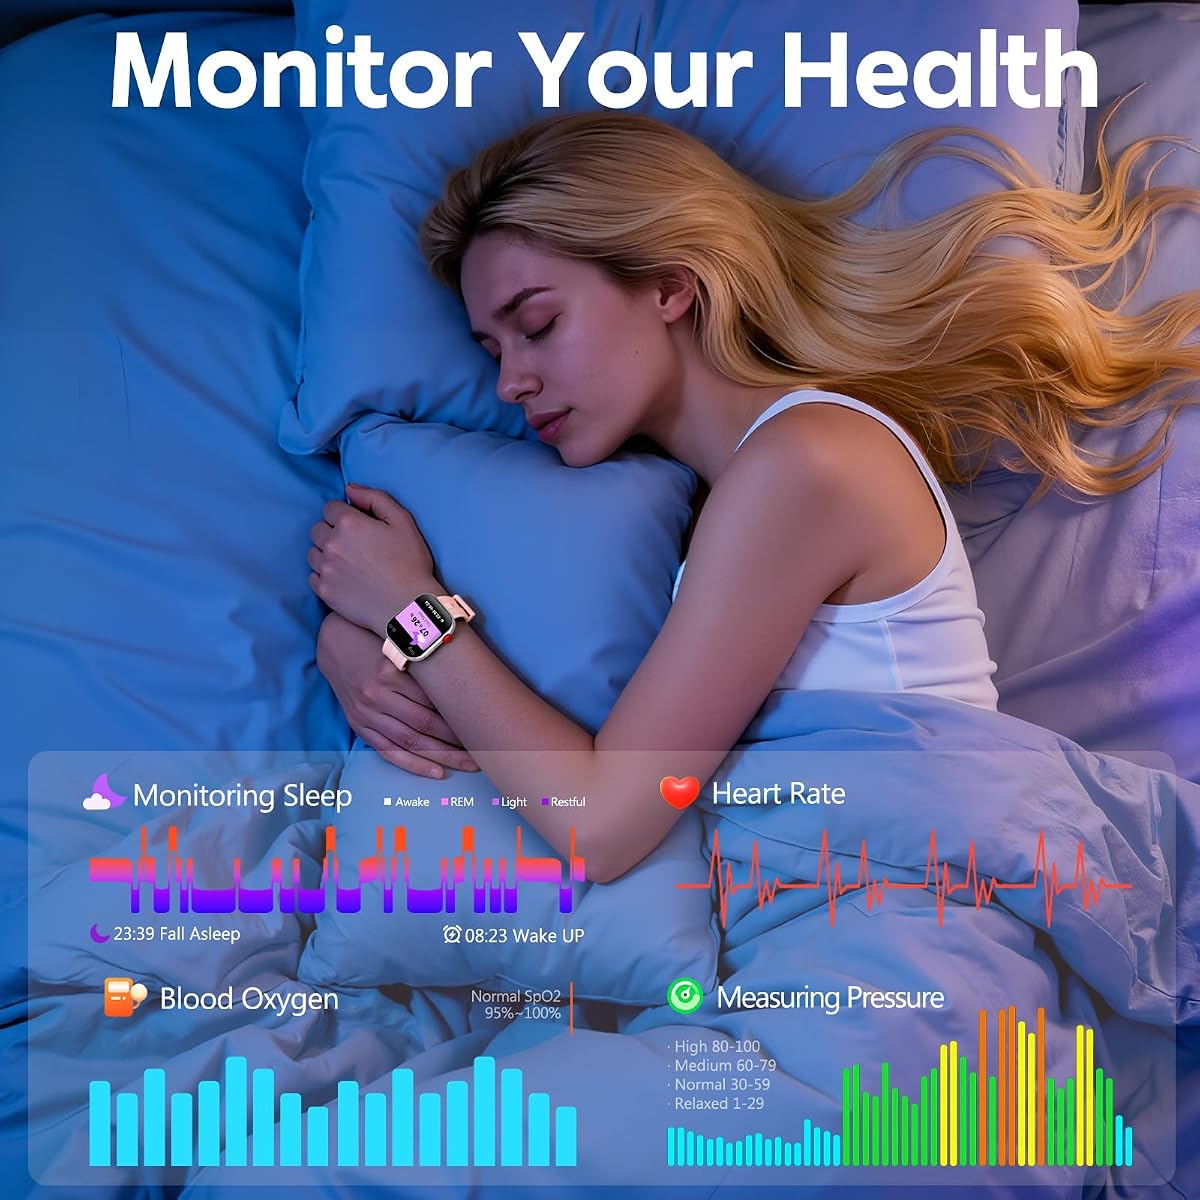 Monitor Your Health
Monitoring Sleep
Awake REM Light Restful
23:39 Fall Asleep
08:23 Wake UP
Heart Rate
Blood Oxygen
Normal SpO2
95%~100%
Measuring Pressure
· High 80-100
· Medium 60-79
· Normal 30-59
· Relaxed 1-29